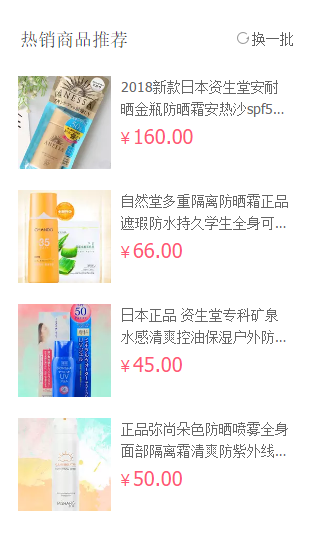 热销商品推荐
换一批
2018新款日本资生堂安耐
晒金瓶防晒霜安热沙spf5...
¥160.00
自然堂多重隔离防晒霜正品
遮瑕防水持久学生全身可...
¥66.00
日本正品 资生堂专科矿泉
水感清爽控油保湿户外防...
¥45.00
正品弥尚朵色防晒喷雾全身
面部隔离霜清爽防紫外线...
¥50.00
ANESSA
50